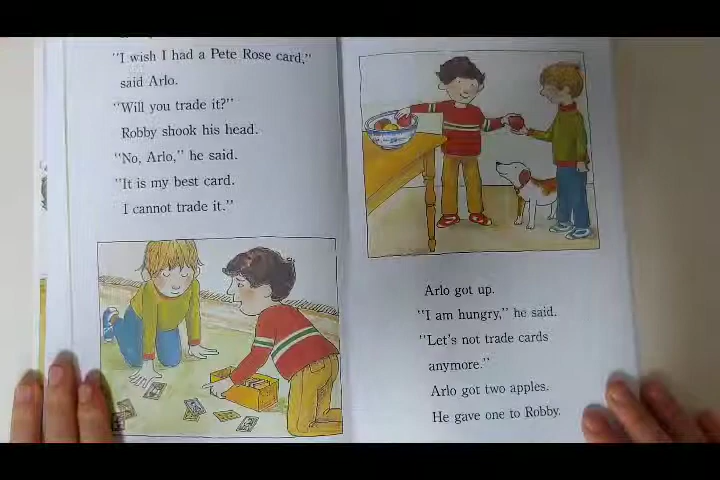 "I wish I had a Pete Rose card,"
said Arlo.
"Will you trade it?"
Robby shook his head.
"No, Arlo," he said.
"It is my best card.
I cannot trade it."
Arlo got up.
"I am hungry," he said.
"Let's not trade cards
anymore."
Arlo got two apples.
He gave one to Robby.